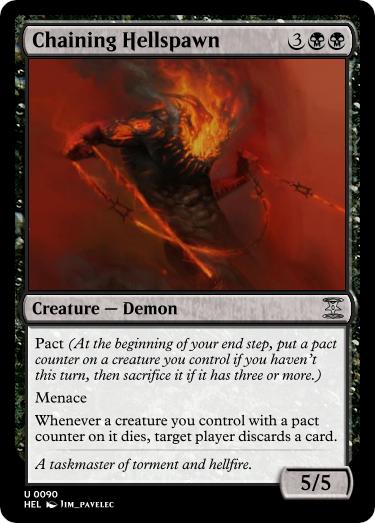 Chaining Hellspawn 3
Creature — Demon
Pact (At the beginning of your end step, put a pact
counter on a creature you control if you haven't
this turn, then sacrifice it if it has three or more.)
Menace
Whenever a creature you control with a pact
counter on it dies, target player discards a card.
A taskmaster of torment and hellfire.
5/5
U 0090
HEL JIM_PAVELEC